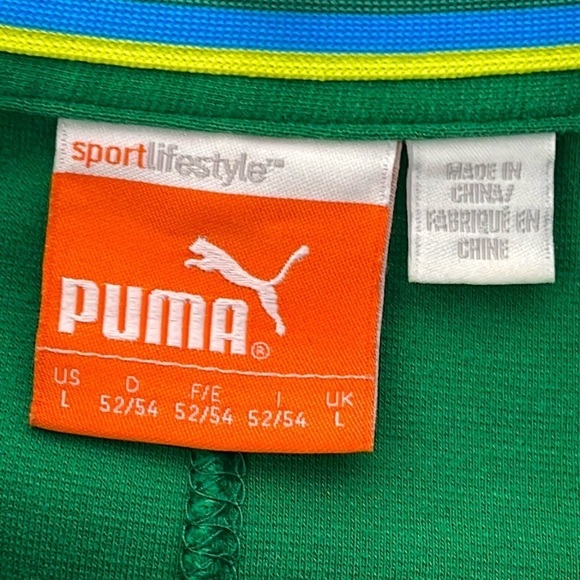 sportlifestyle™
PUMA®
US D F/E I UK
L 52/54 52/54 52/54 L
MADE IN
CHINA/
FABRIQUÉ EN
CHINE